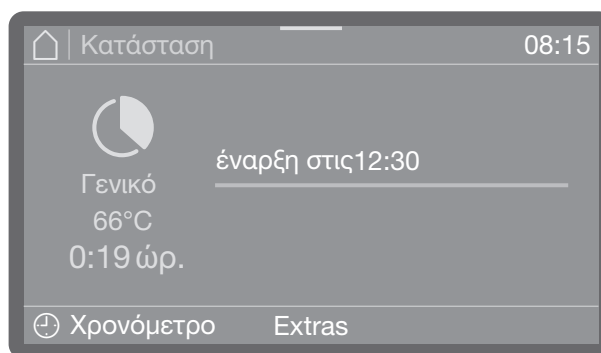 Κατάσταση 08:15
έναρξη στις12:30
Γενικό
66°C
0:19 ώρ.
Χρονόμετρο Extras